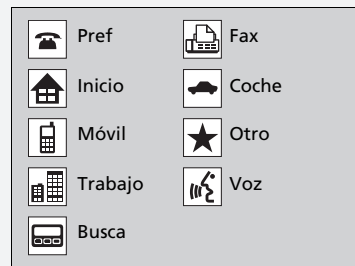 Pref
Fax
Inicio
Coche
Móvil
Otro
Trabajo
Voz
Busca